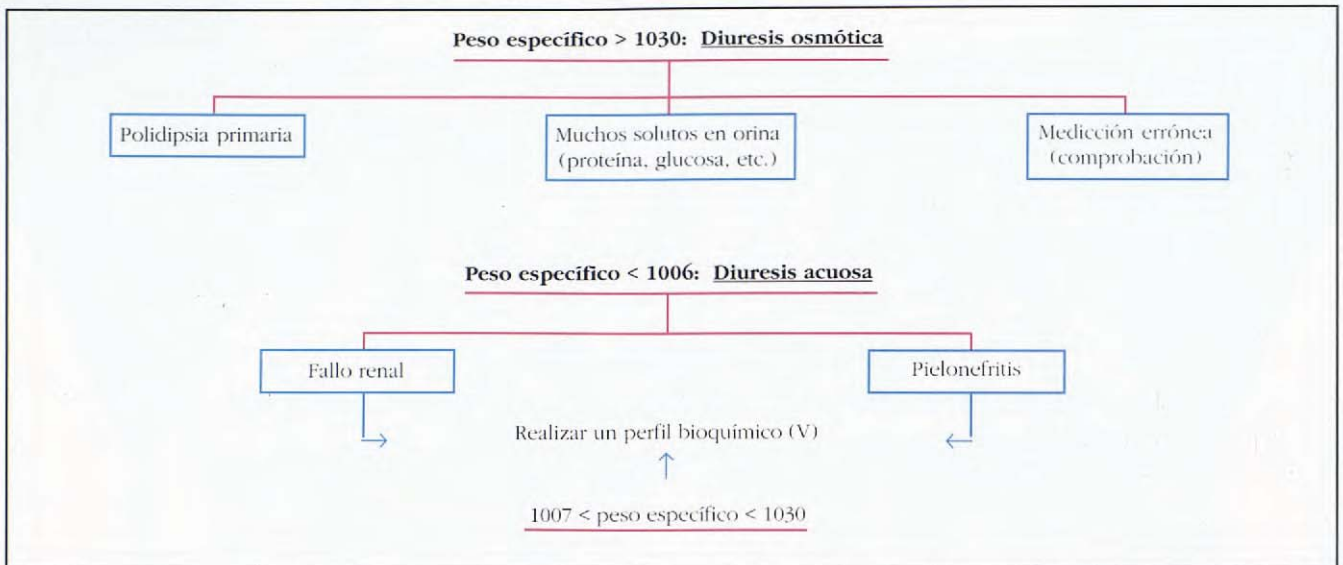 Peso específico > 1030: Diuresis osmótica
Polidipsia primaria
Muchos solutos en orina
(proteína, glucosa, etc.)
Medicción errónea
(comprobación)
Peso específico < 1006: Diuresis acuosa
Fallo renal
Pielonefritis
Realizar un perfil bioquímico (V)
1007 < peso específico < 1030